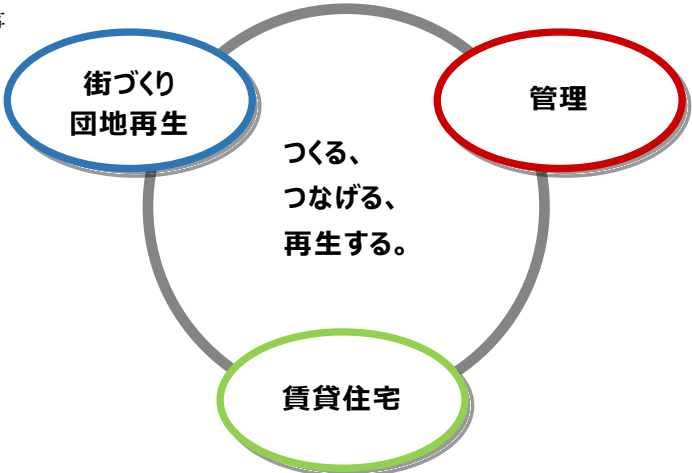 街づくり
団地再生
管理
つくる、
つなげる、
再生する。
賃貸住宅